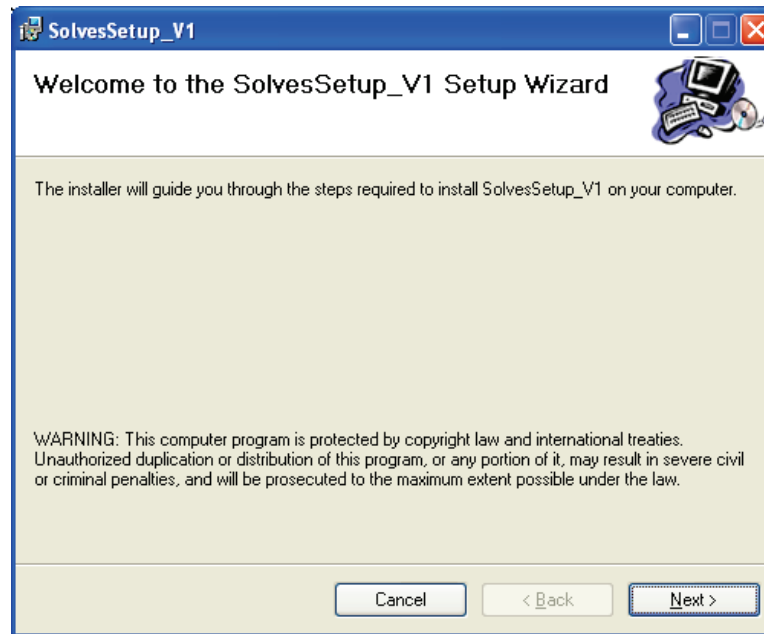 SolvesSetup_V1
Welcome to the SolvesSetup_V1 Setup Wizard
The installer will guide you through the steps required to install SolvesSetup_V1 on your computer.
WARNING: This computer program is protected by copyright law and international treaties.
Unauthorized duplication or distribution of this program, or any portion of it, may result in severe civil
or criminal penalties, and will be prosecuted to the maximum extent possible under the law.
Cancel
< Back
Next >